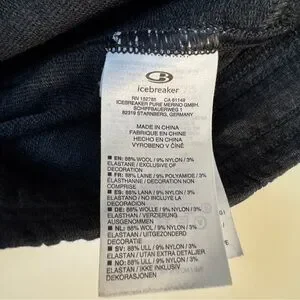 icebreaker
RN 152785 CA 61149
ICEBREAKER PURE MERINO GMBH.
SCHIFFBAUERWEG 1
82319 STARNBERG, GERMANY
MADE IN CHINA
FABRIQUE EN CHINE
HECHO EN CHINA
VYROBENO V ČÍNĚ
■ EN: 88% WOOL / 9% NYLON / 3%
ELASTANE / EXCLUSIVE OF
DECORATION
■ FR: 88% LAINE / 9% POLYAMIDE / 3%
ELASTHANNE / DECORATION NON
COMPRISE
■ ES: 88% LANA / 9% NYLON / 3%
ELASTANO / NO INCLUYE LA
DECORACIÓN
■ DE: 88% WOLLE / 9% NYLON / 3%
ELASTHAN / VERZIERUNG
AUSGENOMMEN
■ NL: 88% WOL / 9% NYLON / 3%
ELASTAAN / UITGEZONDERD
DECORATIE
■ SV: 88% ULL / 9% NYLON / 3%
ELASTAN / UTAN EXTRA DETALJER
■ NO: 88% ULL / 9% NYLON / 3%
ELASTAN / IKKE INKLUSIV
DEKORASJONEN